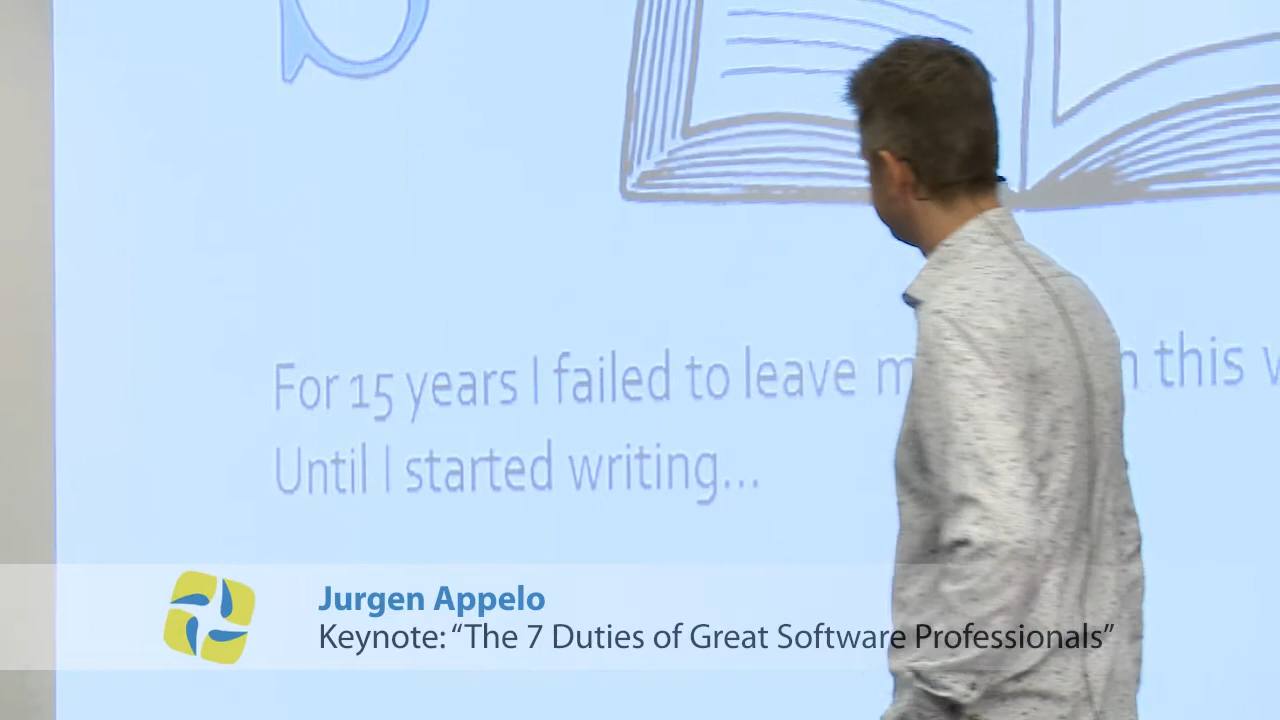 For 15 years I failed to leave this
Until I started writing...
Jurgen Appelo
Keynote: “The 7 Duties of Great Software Professionals”